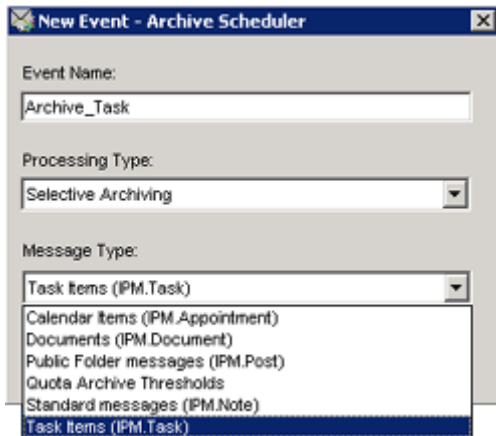 New Event - Archive Scheduler
Event Name:
Archive_Task
Processing Type:
Selective Archiving
Message Type:
Task Items (IPM.Task)
Calendar Items (IPM.Appointment)
Documents (IPM.Document)
Public Folder messages (IPM.Post)
Quota Archive Thresholds
Standard messages (IPM.Note)
Task Items (IPM.Task)